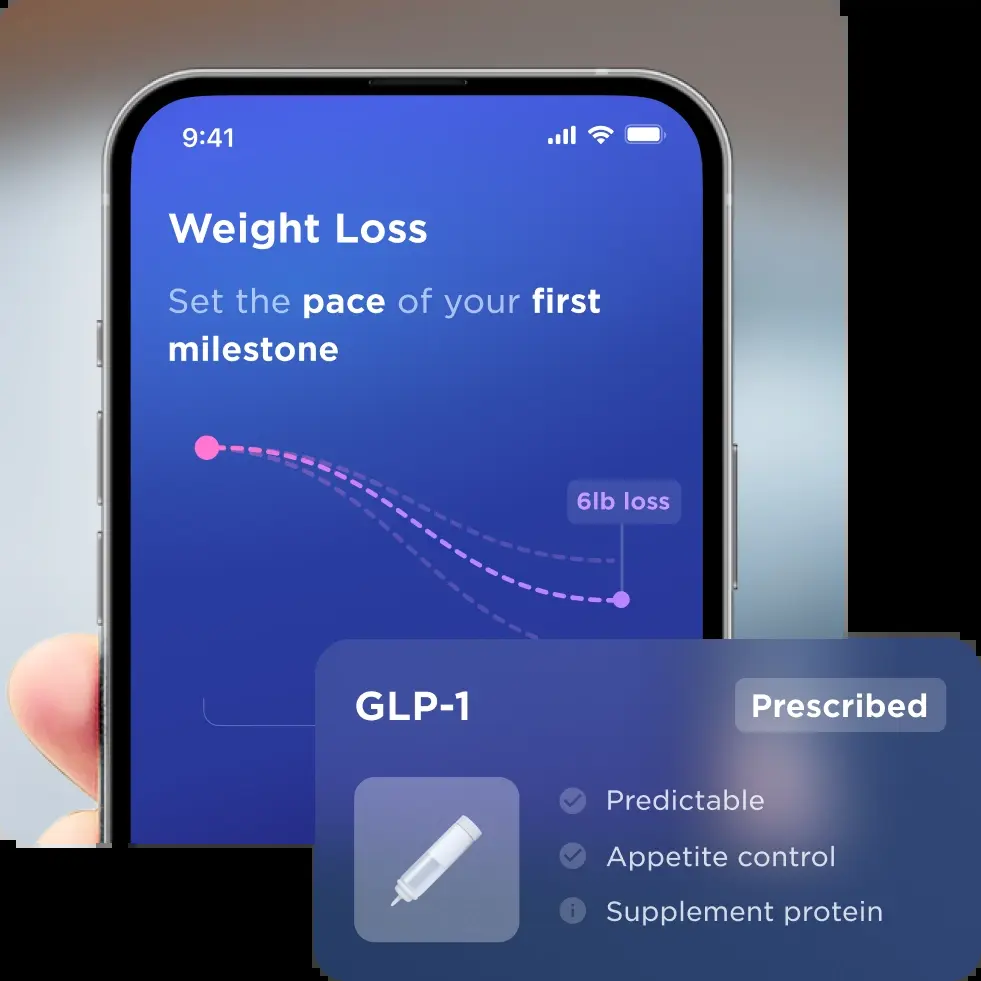 9:41
Weight Loss
Set the pace of your first
milestone
6lb loss
GLP-1
Prescribed
Predictable
Appetite control
Supplement protein